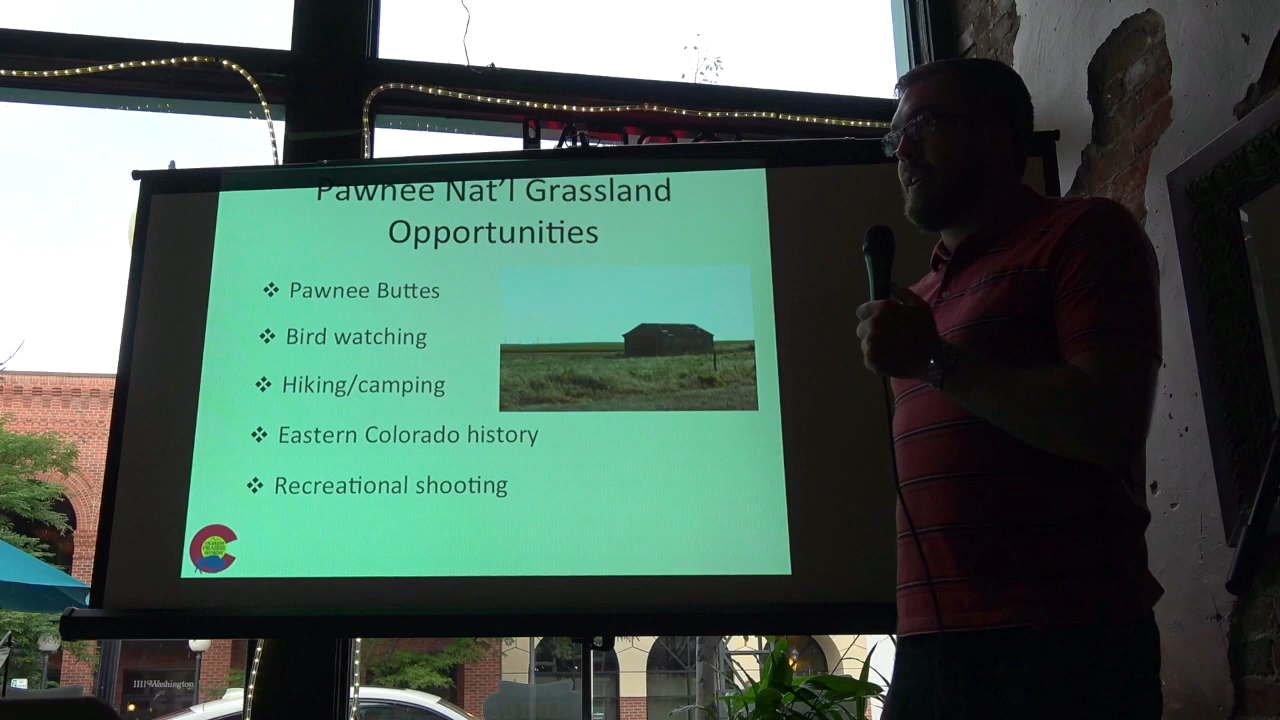 Pawnee Nat'l Grassland
Opportunities
❖ Pawnee Buttes
❖ Bird watching
❖ Hiking/camping
❖ Eastern Colorado history
❖ Recreational shooting
1111 Washington